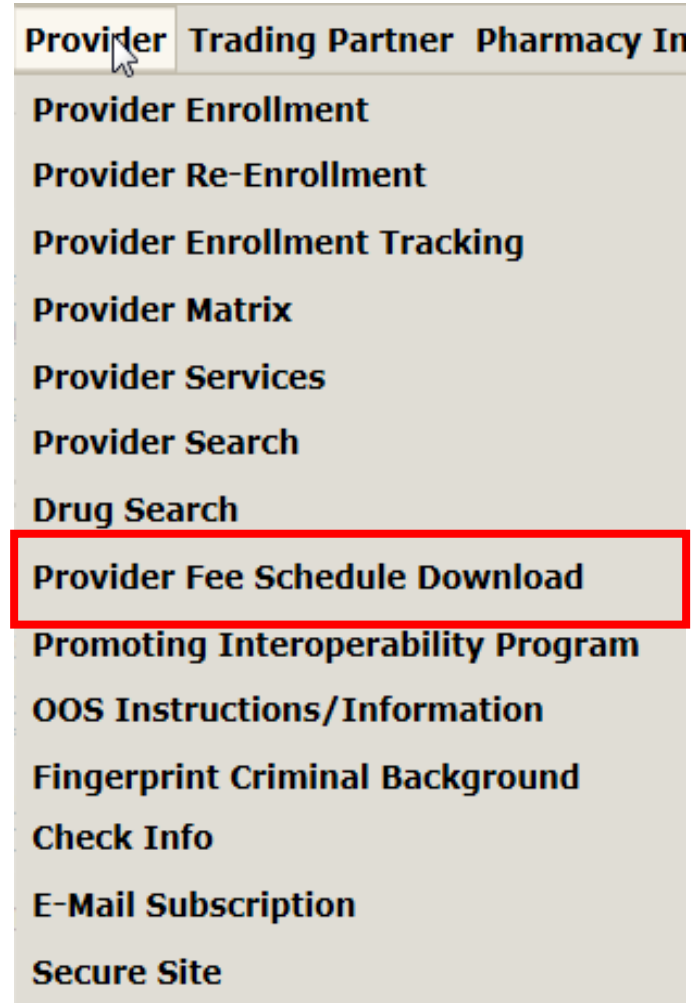 Provider Trading Partner Pharmacy In
Provider Enrollment
Provider Re-Enrollment
Provider Enrollment Tracking
Provider Matrix
Provider Services
Provider Search
Drug Search
Provider Fee Schedule Download
Promoting Interoperability Program
OOS Instructions/Information
Fingerprint Criminal Background
Check Info
E-Mail Subscription
Secure Site